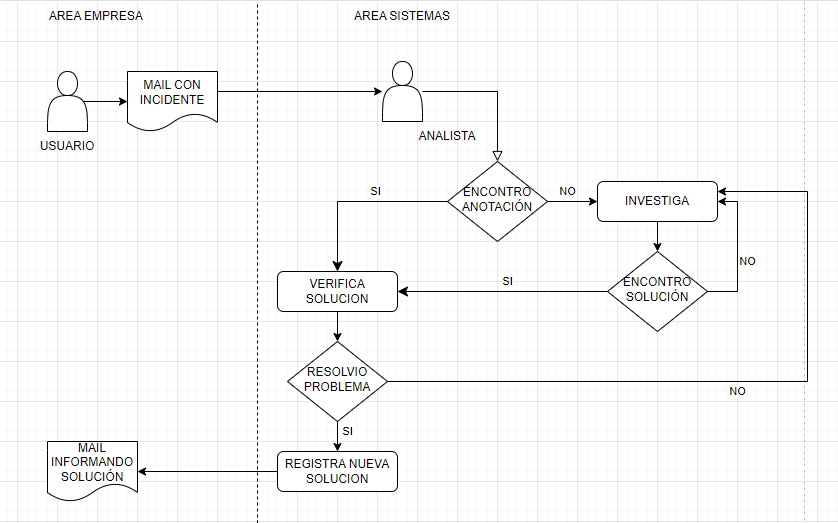 AREA EMPRESA
AREA SISTEMAS
MAIL CON
INCIDENTE
USUARIO
ANALISTA
ENCONTRO
ANOTACIÓN
SI
NO
INVESTIGA
ENCONTRO
SOLUCIÓN
NO
SI
VERIFICA
SOLUCION
RESOLVIO
PROBLEMA
NO
SI
REGISTRA NUEVA
SOLUCION
MAIL
INFORMANDO
SOLUCIÓN